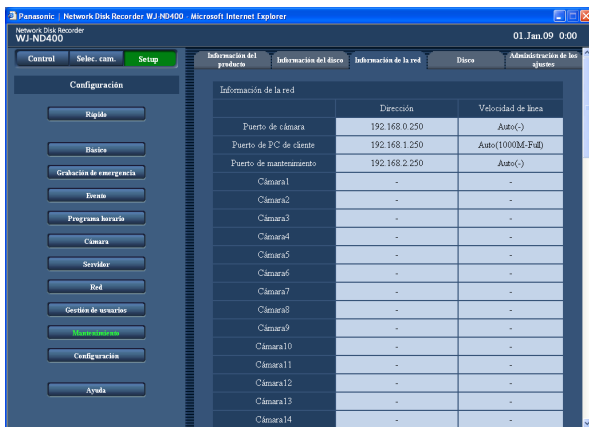 Panasonic | Network Disk Recorder WJ-ND400 - Microsoft Internet Explorer
Network Disk Recorder
WJ-ND400
01.Jan.09 0:00
Control Selec. cam. Setup
Configuración
Rápido
Básico
Grabación de emergencia
Evento
Programa horario
Cámara
Servidor
Red
Gestión de usuarios
Mantenimiento
Configuración
Ayuda
Información del producto Información del disco Información de la red Disco Administración de los ajustes
Información de la red
Dirección Velocidad de línea
Puerto de cámara 192.168.0.250 Auto(-)
Puerto de PC de cliente 192.168.1.250 Auto(1000M-Full)
Puerto de mantenimiento 192.168.2.250 Auto(-)
Cámara1 - -
Cámara2 - -
Cámara3 - -
Cámara4 - -
Cámara5 - -
Cámara6 - -
Cámara7 - -
Cámara8 - -
Cámara9 - -
Cámara10 - -
Cámara11 - -
Cámara12 - -
Cámara13 - -
Cámara14 - -